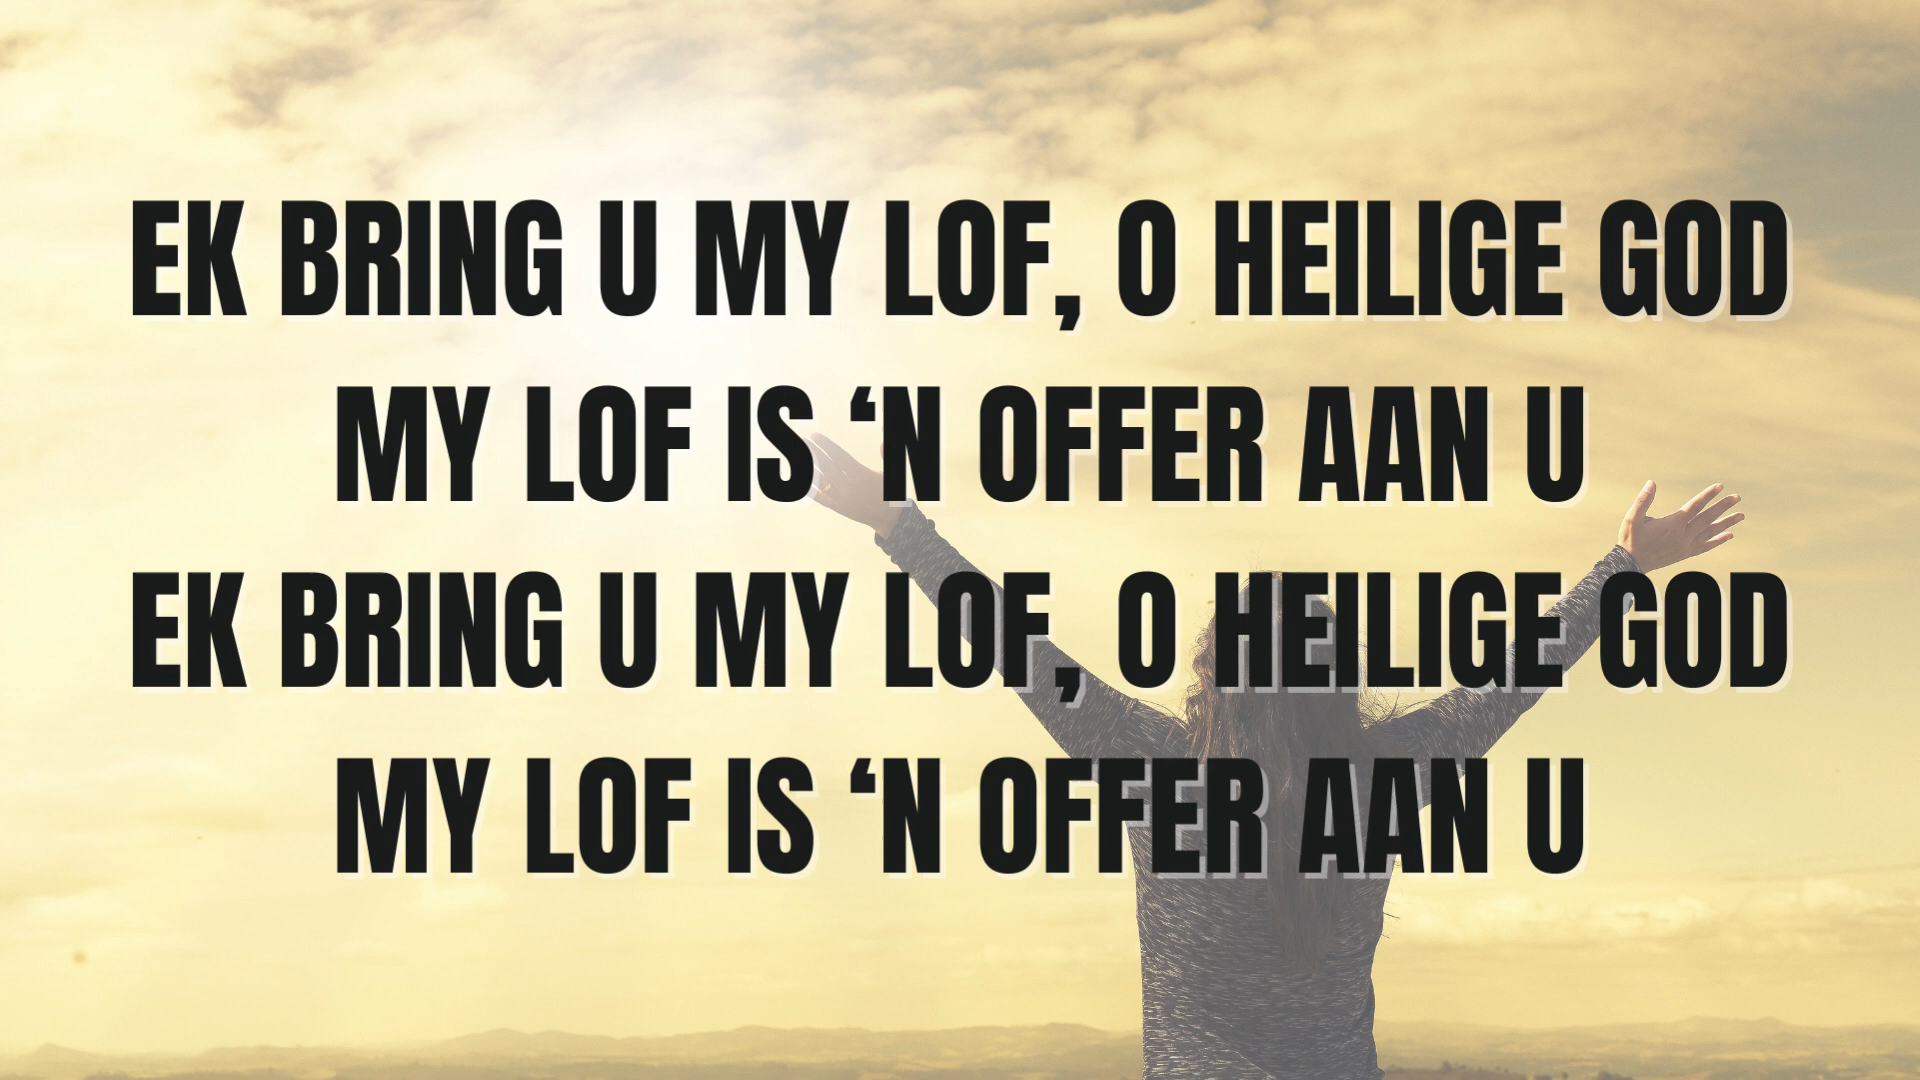 EK BRING U MY LOF, O HEILIGE GOD
MY LOF IS ‘N OFFER AAN U
EK BRING U MY LOF, O HEILIGE GOD
MY LOF IS ‘N OFFER AAN U